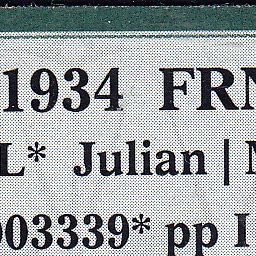 1934 FRN
L* Julian |
003339* pp I